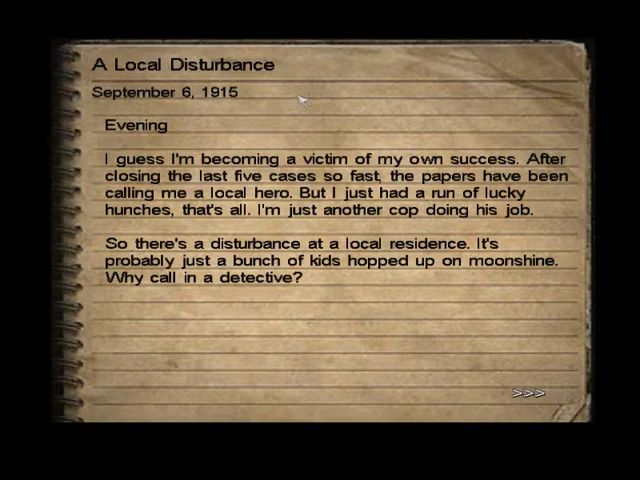 A Local Disturbance
September 6, 1915
Evening
I guess I'm becoming a victim of my own success. After
closing the last five cases so fast, the papers have been
calling me a local hero. But I just had a run of lucky
hunches, that's all. I'm just another cop doing his job.
So there's a disturbance at a local residence. It's
probably just a bunch of kids hopped up on moonshine.
Why call in a detective?
>>>